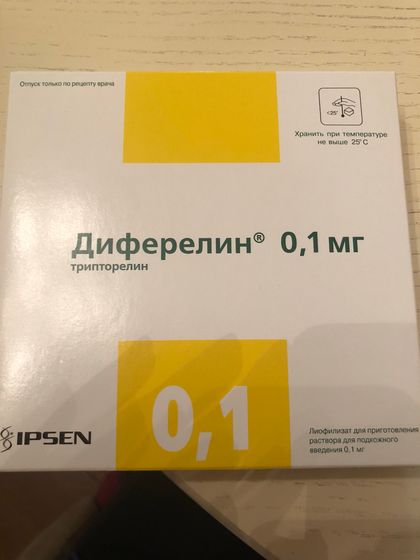 Отпуск только по рецепту врача
<25°
Хранить при температуре
не выше 25°C
Диферелин® 0,1 мг
трипторелин
0,1
IPSEN
Лиофилизат для приготовления
раствора для подкожного
введения 0,1 мг